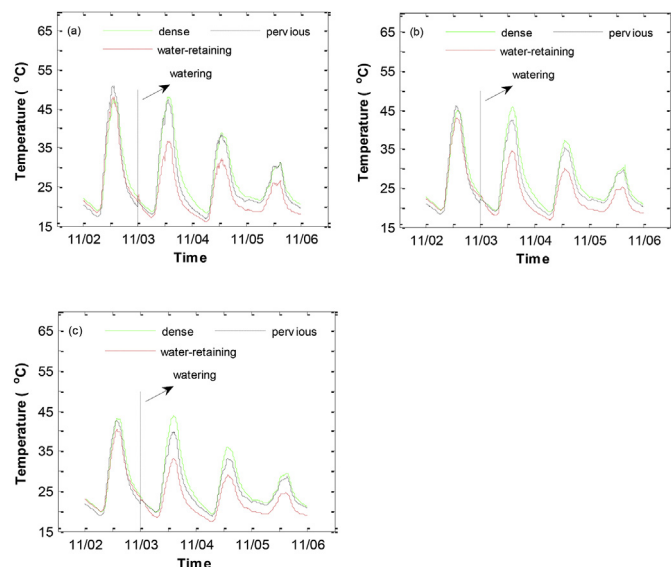 65
(a)
dense
pervious
water-retaining
55
watering
45
35
25
15
Temperature ( °C)
11/02 11/03 11/04 11/05 11/06
Time
65
(b)
dense
pervious
water-retaining
55
watering
45
35
25
15
Temperature ( °C)
11/02 11/03 11/04 11/05 11/06
Time
65
(c)
dense
pervious
water-retaining
55
watering
45
35
25
15
Temperature ( °C)
11/02 11/03 11/04 11/05 11/06
Time